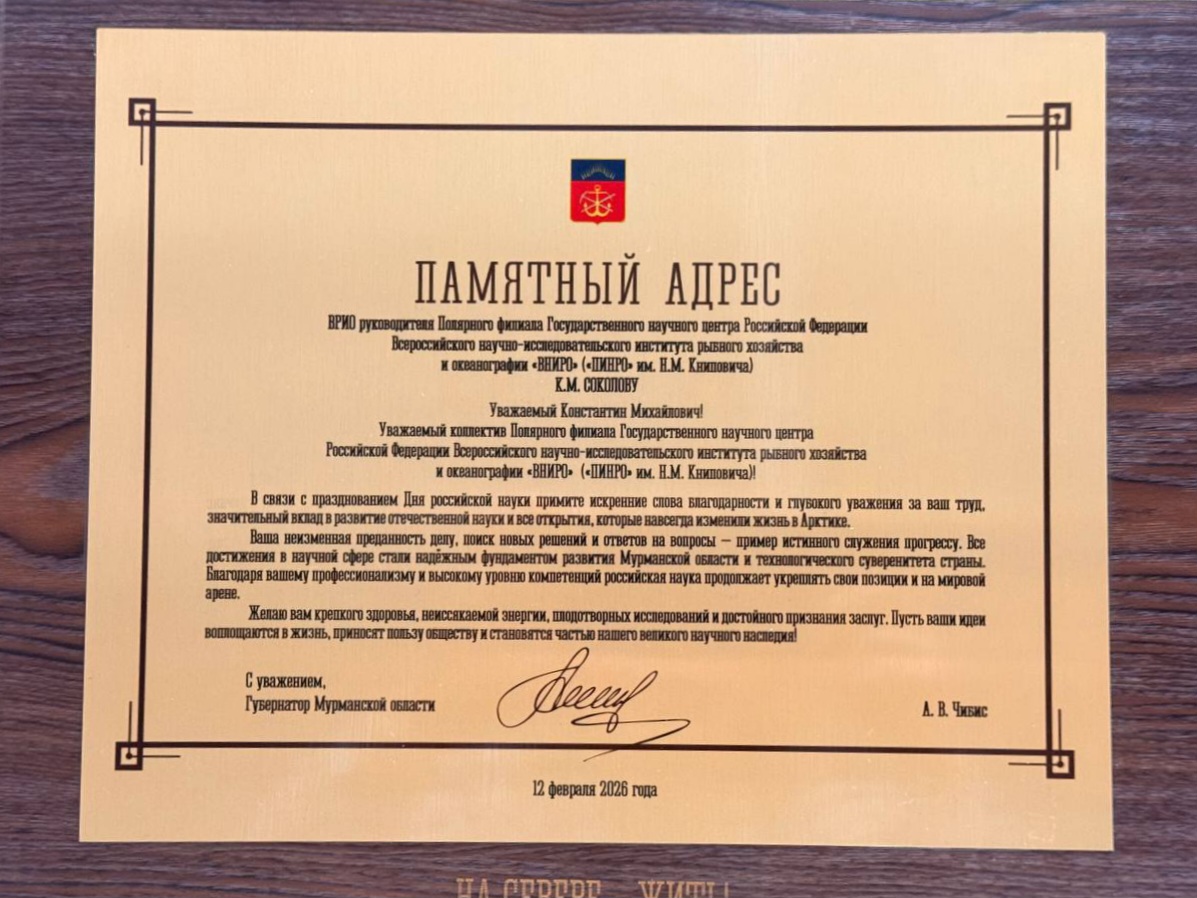 ПАМЯТНЫЙ АДРЕС
ВРИО руководителя Полярного филиала Государственного научного центра Российской Федерации
Всероссийского научно-исследовательского института рыбного хозяйства
и океанографии «ВНИРО» («ПИНРО» им. Н.М. Книповича)
К.М. СОКОЛОВУ
Уважаемый Константин Михайлович!
Уважаемый коллектив Полярного филиала Государственного научного центра
Российской Федерации Всероссийского научно-исследовательского института рыбного хозяйства
и океанографии «ВНИРО» («ПИНРО» им. Н.М. Книповича)!
В связи с празднованием Дня российской науки примите искренние слова благодарности и глубокого уважения за ваш труд,
значительный вклад в развитие отечественной науки и все открытия, которые навсегда изменили жизнь в Арктике.
Ваша неизменная преданность делу, поиск новых решений и ответов на вопросы – пример истинного служения прогрессу. Все
достижения в научной сфере стали надёжным фундаментом развития Мурманской области и технологического суверенитета страны.
Благодаря вашему профессионализму и высокому уровню компетенций российская наука продолжает укреплять свои позиции и на мировой
арене.
Желаю вам крепкого здоровья, неиссякаемой энергии, плодотворных исследований и достойного признания заслуг. Пусть ваши идеи
воплощаются в жизнь, приносят пользу обществу и становятся частью нашего великого научного наследия!
С уважением,
Губернатор Мурманской области
А. В. Чибис
12 февраля 2026 года
НА СЕВЕРЕ – ЖИТЬ!